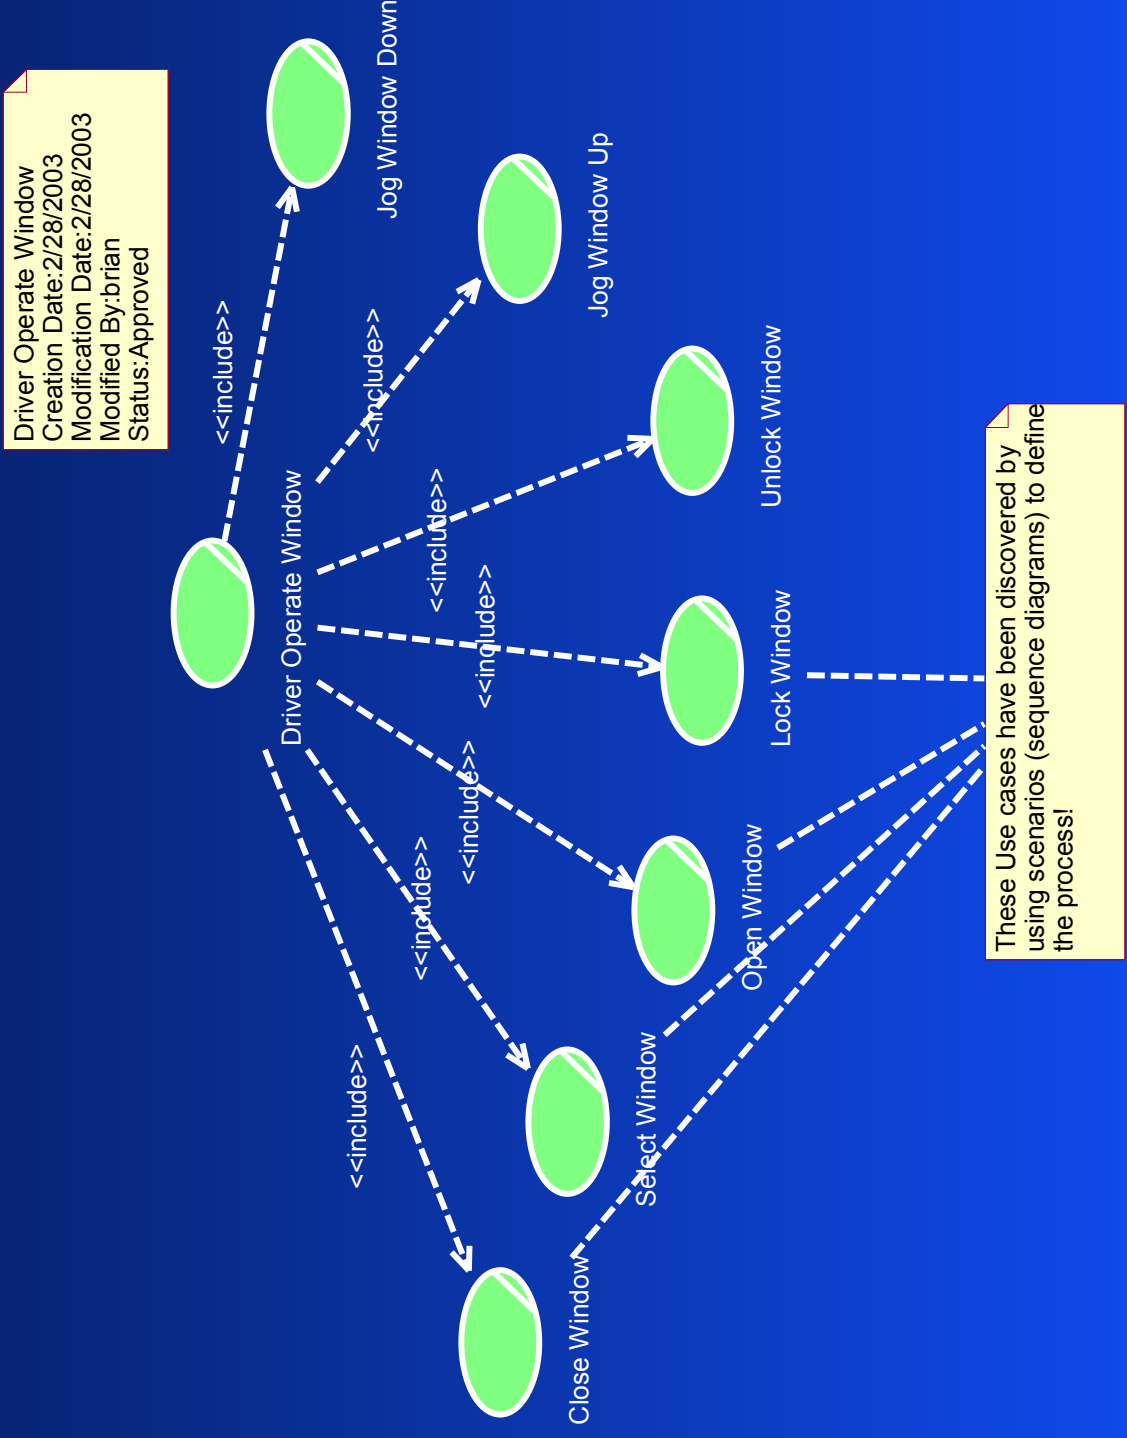 Driver Operate Window
Creation Date:2/28/2003
Modification Date:2/28/2003
Modified By:brian
Status:Approved
<<include>>
Driver Operate Window
Jog Window Down
<<include>>
<<include>>
<<include>>
<<include>>
<<include>>
<<include>>
Close Window
Jog Window Up
Select Window
Open Window
Unlock Window
Lock Window
These Use cases have been discovered by
using scenarios (sequence diagrams) to define
the process!